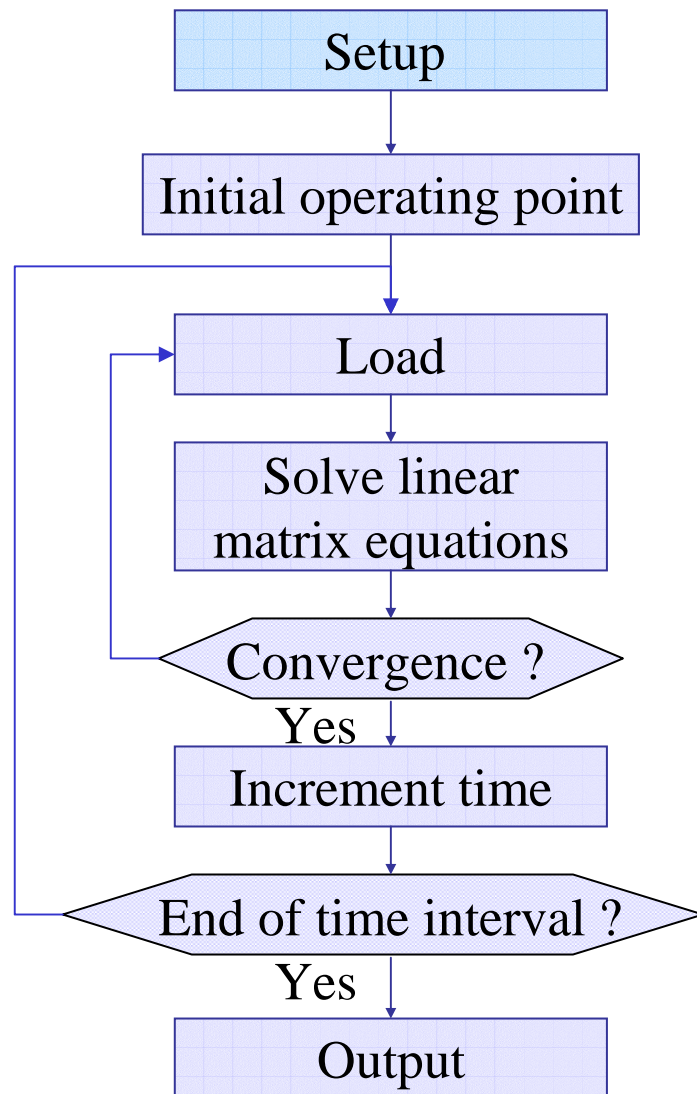 Setup
Initial operating point
Load
Solve linear
matrix equations
Convergence ?
Yes
Increment time
End of time interval ?
Yes
Output